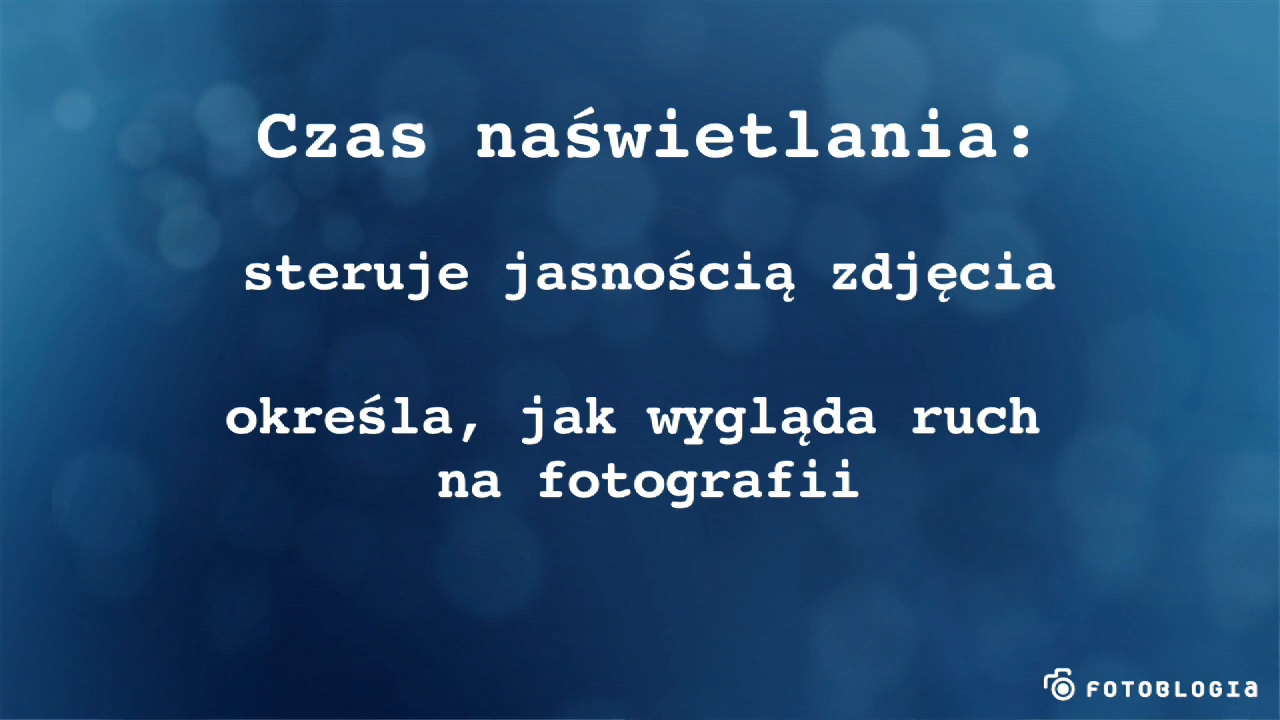 Czas naświetlania:
steruje jasnością zdjęcia
określa, jak wygląda ruch
na fotografii
FOTOBLOGIA